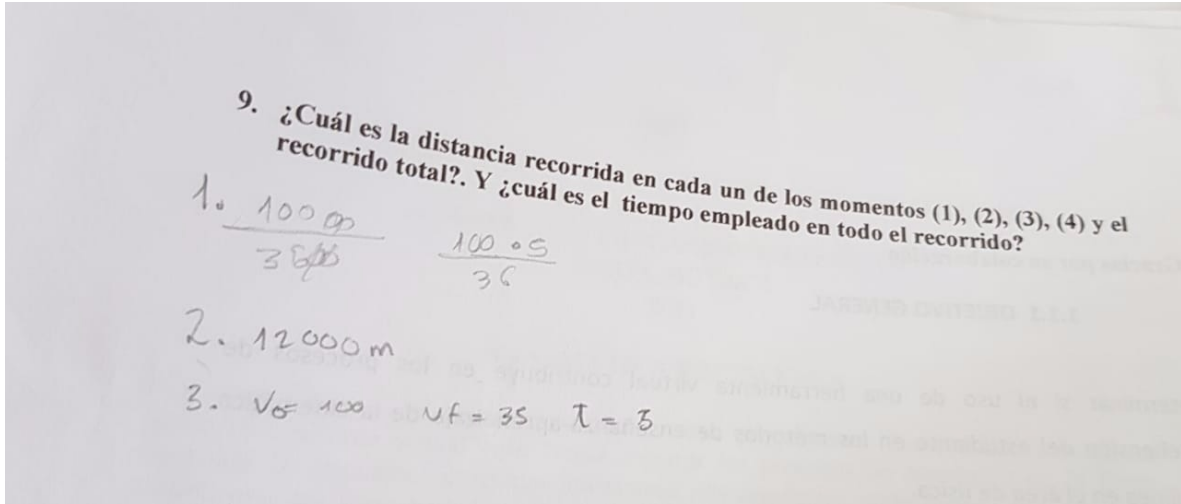 9. ¿Cuál es la distancia recorrida en cada un de los momentos (1), (2), (3), (4) y el
recorrido total?. Y ¿cuál es el tiempo empleado en todo el recorrido?
1. 100
100 . 5
36
2. 12000 m
3. Vo= 100 Vf = 35 T = 3